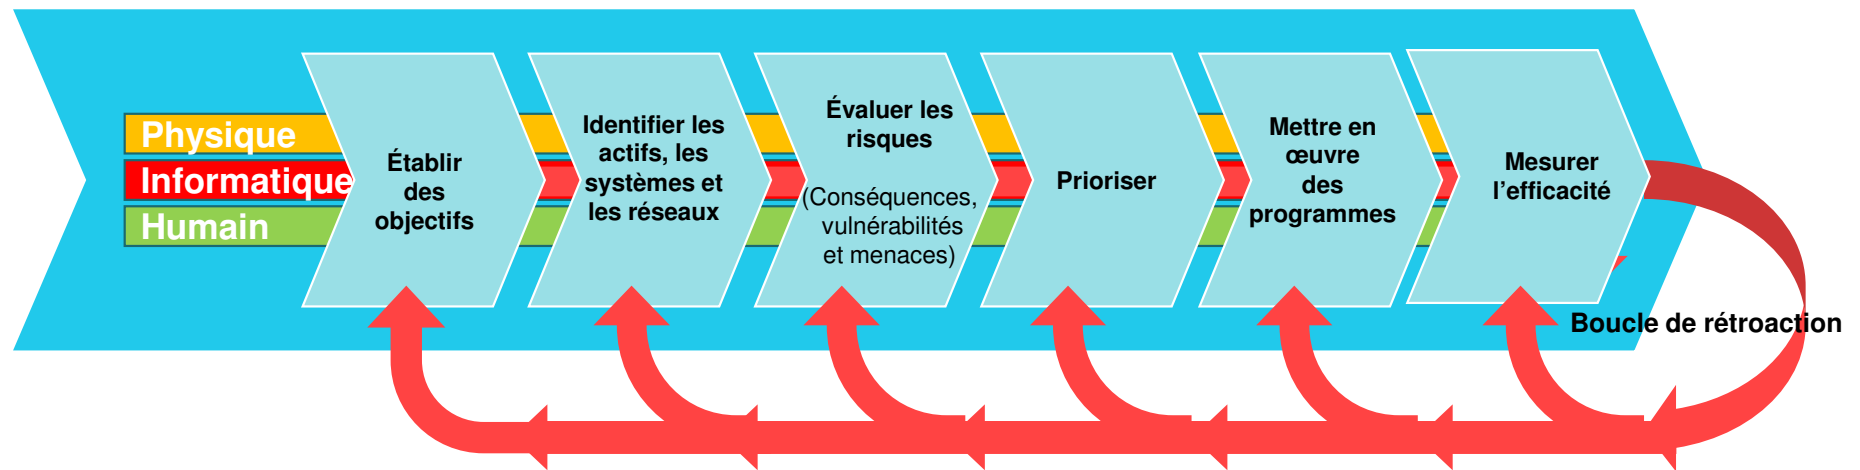 Physique
Informatique
Humain
Établir
des
objectifs
Identifier les
actifs, les
systèmes et
les réseaux
Évaluer les
risques
(Conséquences,
vulnérabilités
et menaces)
Prioriser
Mettre en
œuvre
des
programmes
Mesurer
l’efficacité
Boucle de rétroaction